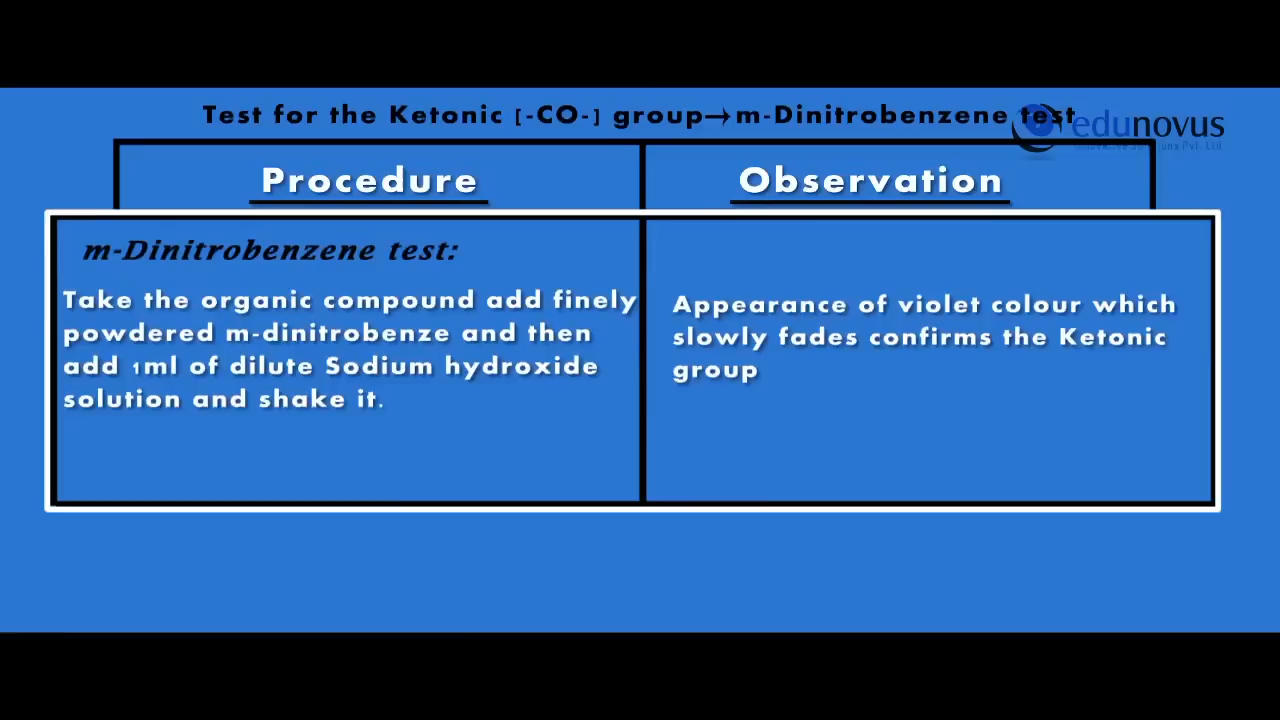 Test for the Ketonic [-CO-] group→m-Dinitrobenzene test
edunovus
Procedure
Observation
m-Dinitrobenzene test:
Take the organic compound add finely
powdered m-dinitrobenze and then
add 1ml of dilute Sodium hydroxide
solution and shake it.
Appearance of violet colour which
slowly fades confirms the Ketonic
group